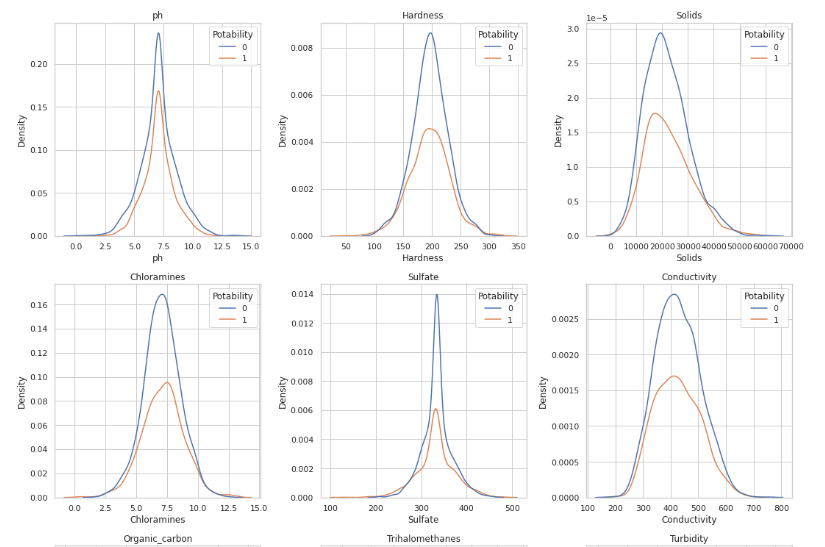 ph Hardness Solids
1e−5
Potability Potability Potability
0 0 0
1 1 1
Density Density Density
0.20 0.15 0.10 0.05 0.00
0.008 0.006 0.004 0.002 0.000
3.0 2.5 2.0 1.5 1.0 0.5 0.0
0.0 2.5 5.0 7.5 10.0 12.5 15.0
50 100 150 200 250 300 350
0 10000 20000 30000 40000 50000 60000 70000
ph Hardness Solids
Chloramines Sulfate Conductivity
Potability Potability Potability
0 0 0
1 1 1
Density Density Density
0.16 0.14 0.12 0.10 0.08 0.06 0.04 0.02 0.00
0.014 0.012 0.010 0.008 0.006 0.004 0.002 0.000
0.0025 0.0020 0.0015 0.0010 0.0005 0.0000
0.0 2.5 5.0 7.5 10.0 12.5 15.0
100 200 300 400 500
100 200 300 400 500 600 700 800
Chloramines Sulfate Conductivity
Organic_carbon Trihalomethanes Turbidity